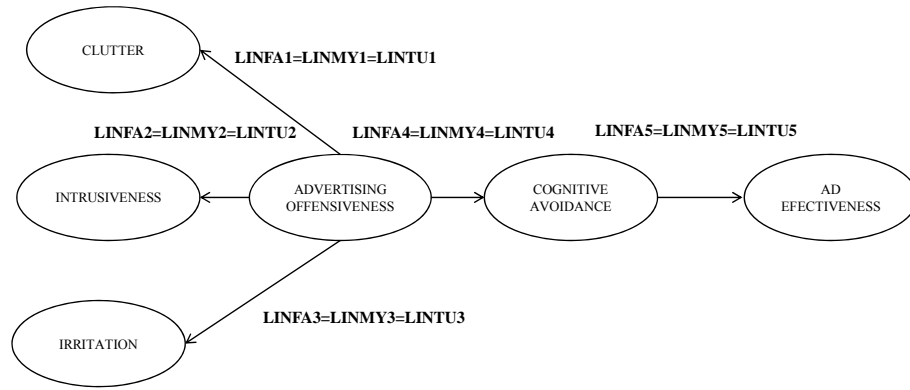 CLUTTER
LINFA1=LINMY1=LINTU1
LINFA2=LINMY2=LINTU2
LINFA4=LINMY4=LINTU4
LINFA5=LINMY5=LINTU5
INTRUSIVENESS
ADVERTISING
OFFENSIVENESS
COGNITIVE
AVOIDANCE
AD
EFECTIVENESS
LINFA3=LINMY3=LINTU3
IRRITATION